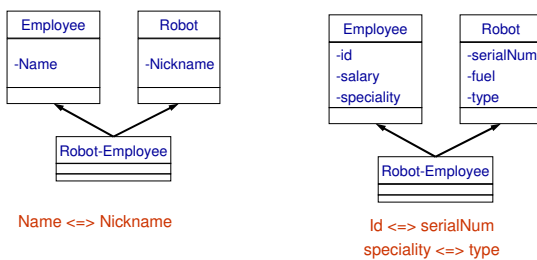 Employee
-Name
Robot
-Nickname
Robot-Employee
Name <=> Nickname
Employee
-id
-salary
-speciality
Robot
-serialNum
-fuel
-type
Robot-Employee
Id <=> serialNum
speciality <=> type